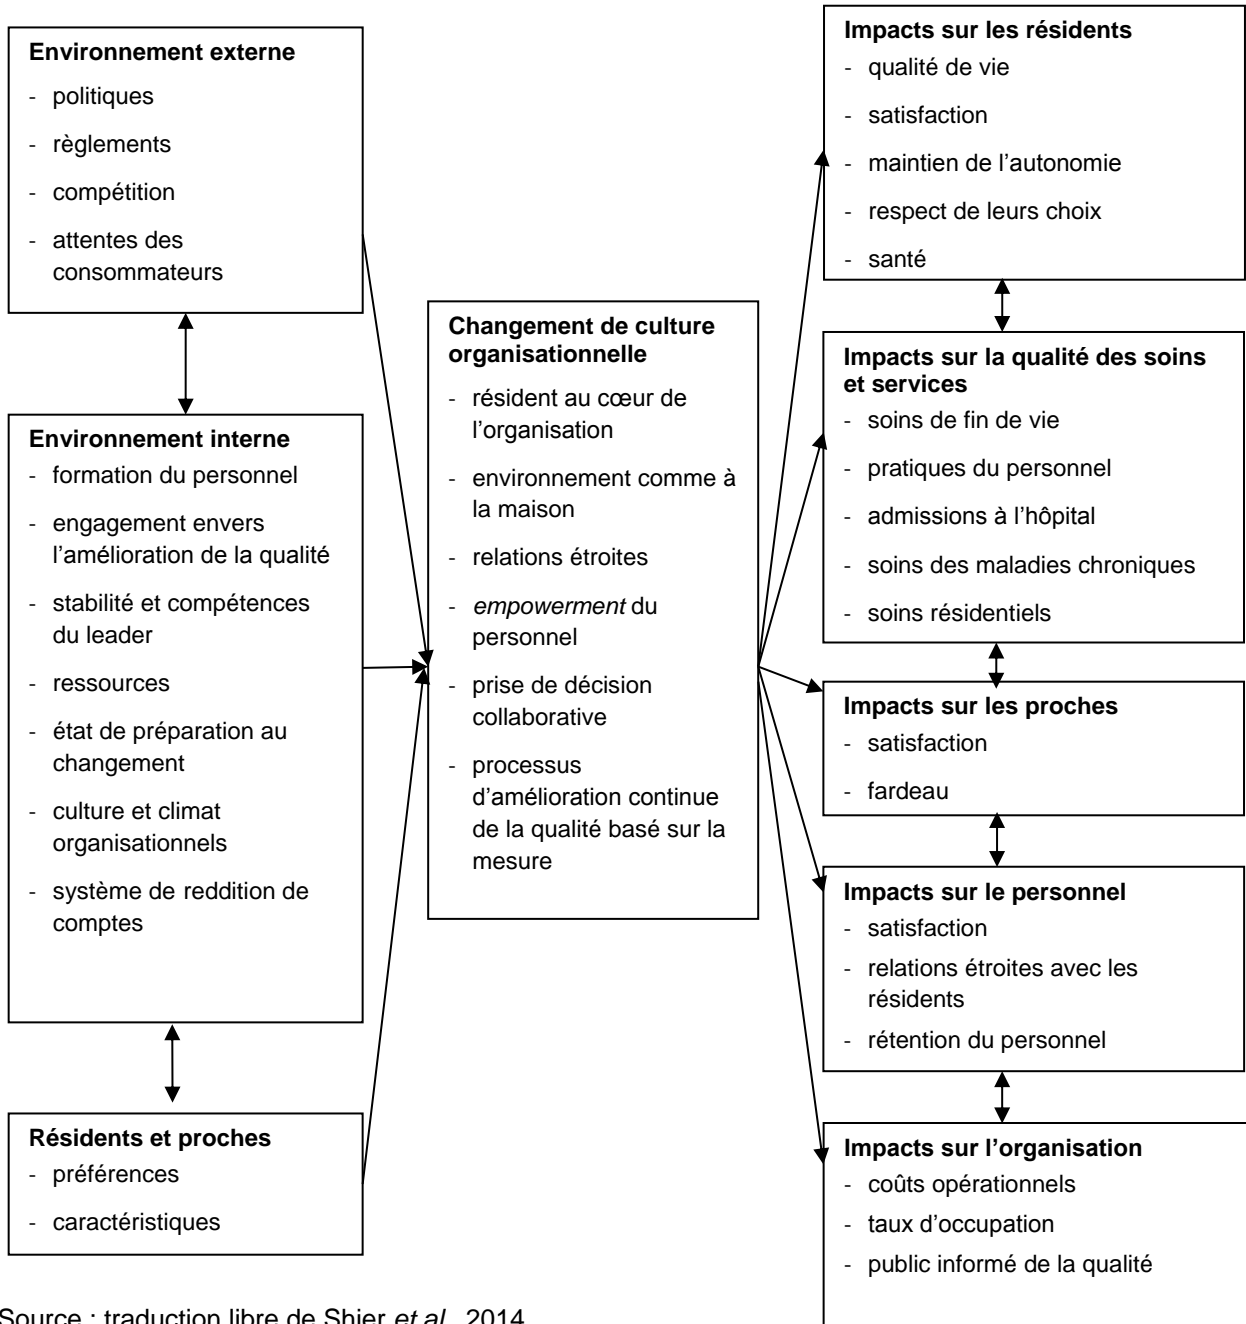 Environnement externe
- politiques
- règlements
- compétition
- attentes des
consommateurs
Environnement interne
- formation du personnel
- engagement envers
l’amélioration de la qualité
- stabilité et compétences
du leader
- ressources
- état de préparation au
changement
- culture et climat
organisationnels
- système de reddition de
comptes
Résidents et proches
- préférences
- caractéristiques
Changement de culture
organisationnelle
- résident au cœur de
l’organisation
- environnement comme à
la maison
- relations étroites
- empowerment du
personnel
- prise de décision
collaborative
- processus
d’amélioration continue
de la qualité basé sur la
mesure
Impacts sur les résidents
- qualité de vie
- satisfaction
- maintien de l’autonomie
- respect de leurs choix
- santé
Impacts sur la qualité des soins
et services
- soins de fin de vie
- pratiques du personnel
- admissions à l’hôpital
- soins des maladies chroniques
- soins résidentiels
Impacts sur les proches
- satisfaction
- fardeau
Impacts sur le personnel
- satisfaction
- relations étroites avec les
résidents
- rétention du personnel
Impacts sur l’organisation
- coûts opérationnels
- taux d’occupation
- public informé de la qualité
Source : traduction libre de Shier et al., 2014